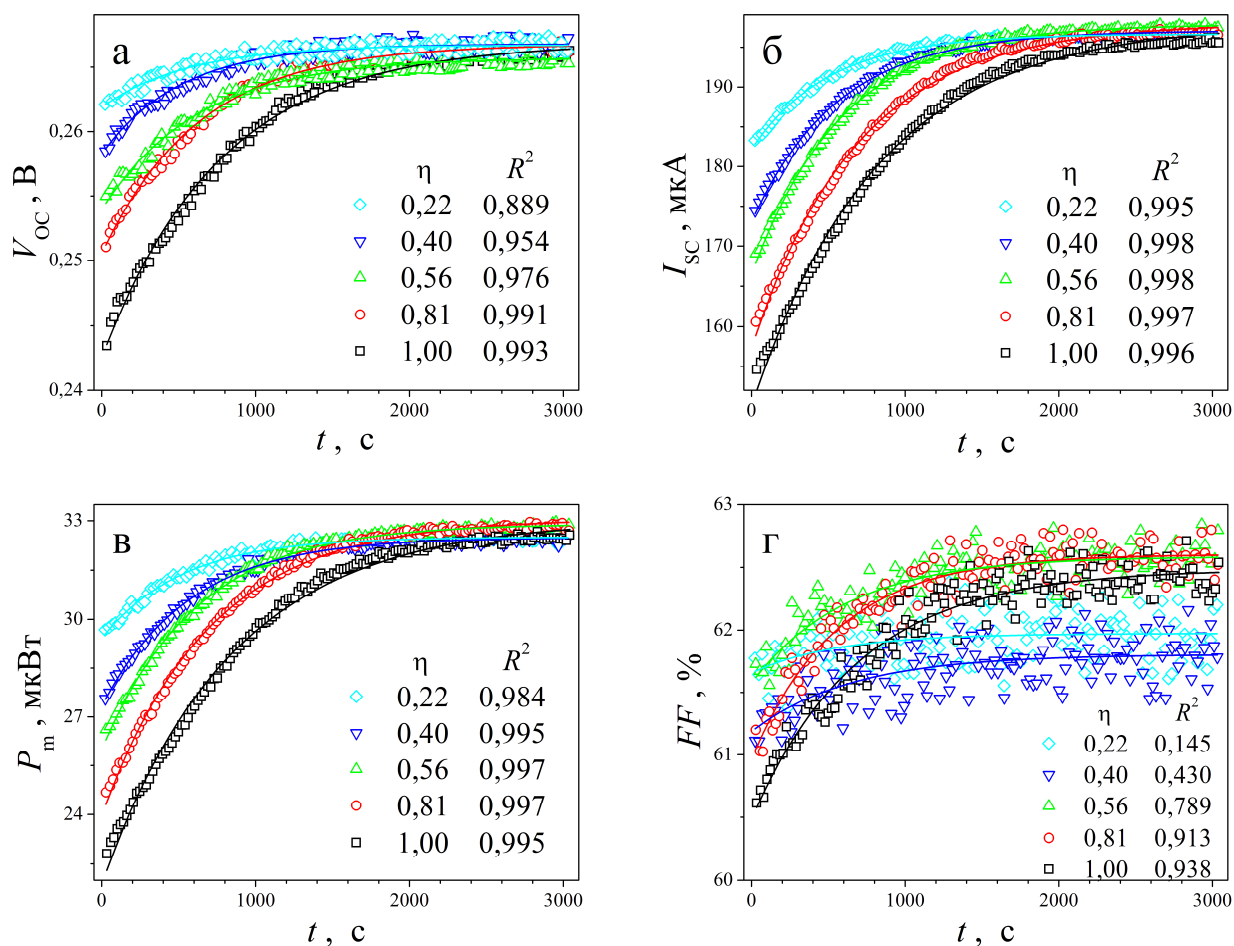 а
V_OC, В
0,26
0,25
0,24
η R²
0,22 0,889
0,40 0,954
0,56 0,976
0,81 0,991
1,00 0,993
0 1000 2000 3000
t, с
б
I_SC, мкА
190
180
170
160
η R²
0,22 0,995
0,40 0,998
0,56 0,998
0,81 0,997
1,00 0,996
0 1000 2000 3000
t, с
в
P_m, мкВт
33
30
27
24
η R²
0,22 0,984
0,40 0,995
0,56 0,997
0,81 0,997
1,00 0,995
0 1000 2000 3000
t, с
г
FF, %
63
62
61
60
η R²
0,22 0,145
0,40 0,430
0,56 0,789
0,81 0,913
1,00 0,938
0 1000 2000 3000
t, с